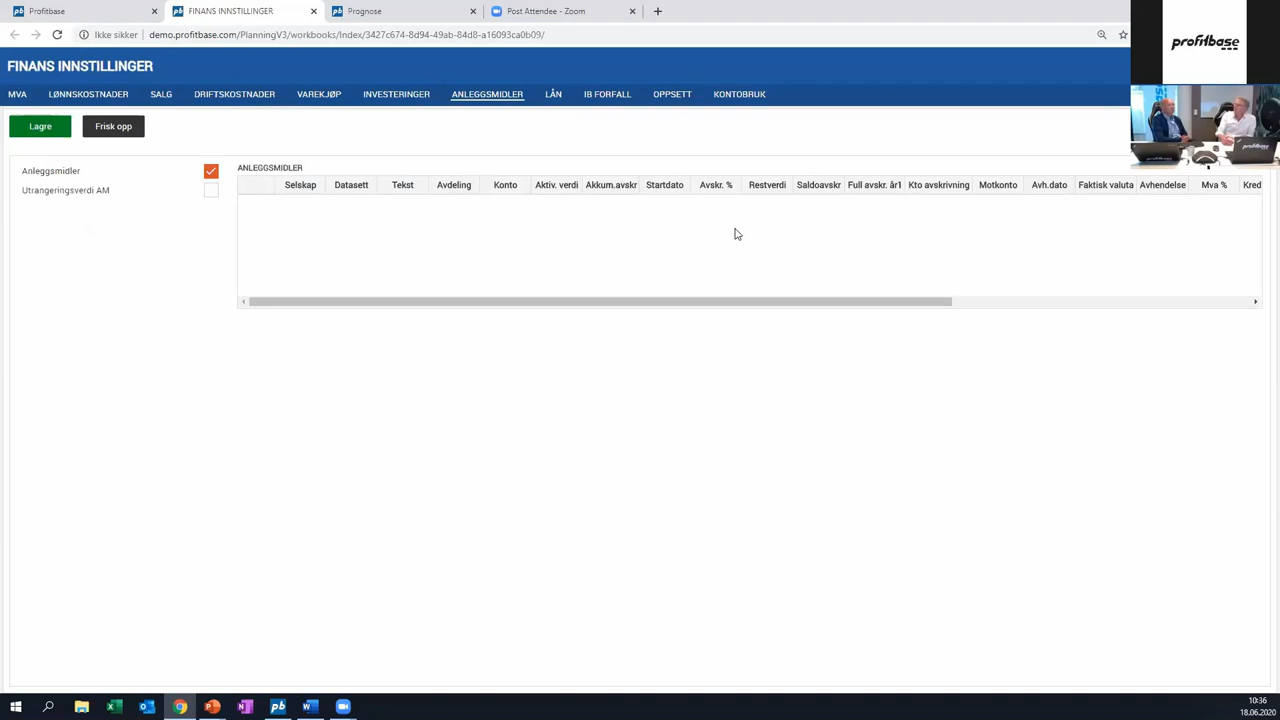 Profitbase
FINANS INNSTILLINGER
Prognose
Post Attendee - Zoom
Ikke sikker
demo.profitbase.com/PlanningV3/workbooks/Index/3427c674-8d94-49ab-84d8-a16093ca0b09/
profitbase
FINANS INNSTILLINGER
MVA LØNNSKOSTNADER SALG DRIFTSKOSTNADER VAREKJØP INVESTERINGER ANLEGGSMIDLER LÅN IB FORFALL OPPSETT KONTOBRUK
Lagre
Frisk opp
Anleggsmidler
Utrangeringsverdi AM
ANLEGGSMIDLER
Selskap Datasett Tekst Avdeling Konto Aktiv. verdi Akkum.avskr Startdato Avskr. % Restverdi Saldoavskr Full avskr. år1 Kto avskrivning Motkonto Avh.dato Faktisk valuta Avhendelse Mva % Kred
10:36
18.06.2020